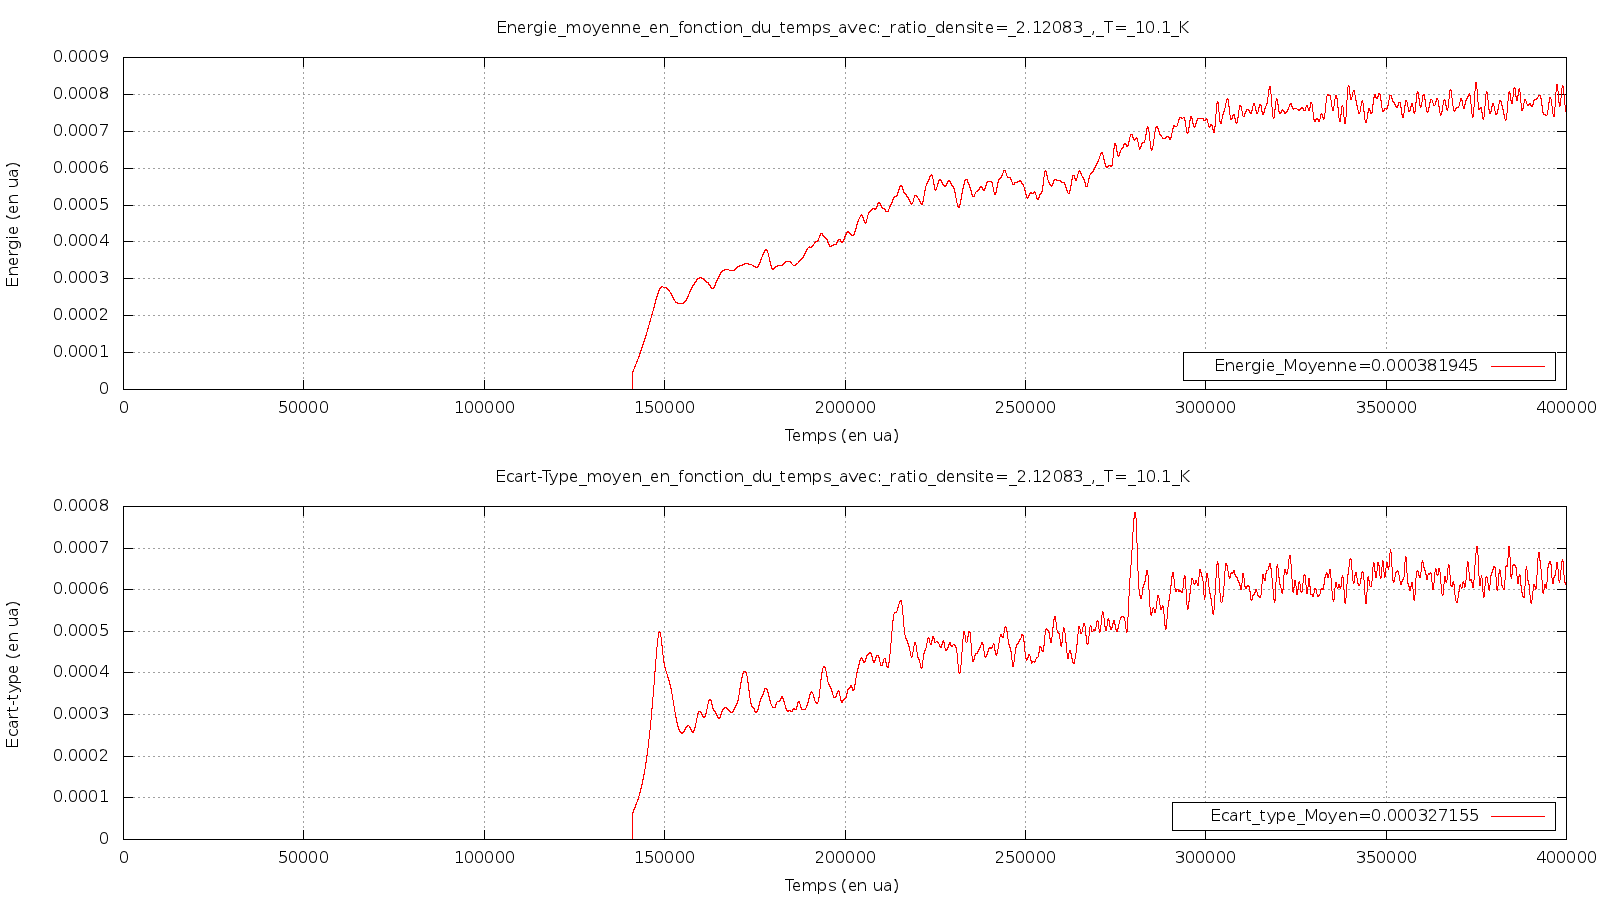 Energie_moyenne_en_fonction_du_temps_avec:_ratio_densite=_2.12083_,_T=_10.1_K
0.0009
0.0008
0.0007
0.0006
0.0005
0.0004
0.0003
0.0002
0.0001
0
Energie (en ua)
Energie_Moyenne=0.000381945
0 50000 100000 150000 200000 250000 300000 350000 400000
Temps (en ua)
Ecart-Type_moyen_en_fonction_du_temps_avec:_ratio_densite=_2.12083_,_T=_10.1_K
0.0008
0.0007
0.0006
0.0005
0.0004
0.0003
0.0002
0.0001
0
Ecart-type (en ua)
Ecart_type_Moyen=0.000327155
0 50000 100000 150000 200000 250000 300000 350000 400000
Temps (en ua)